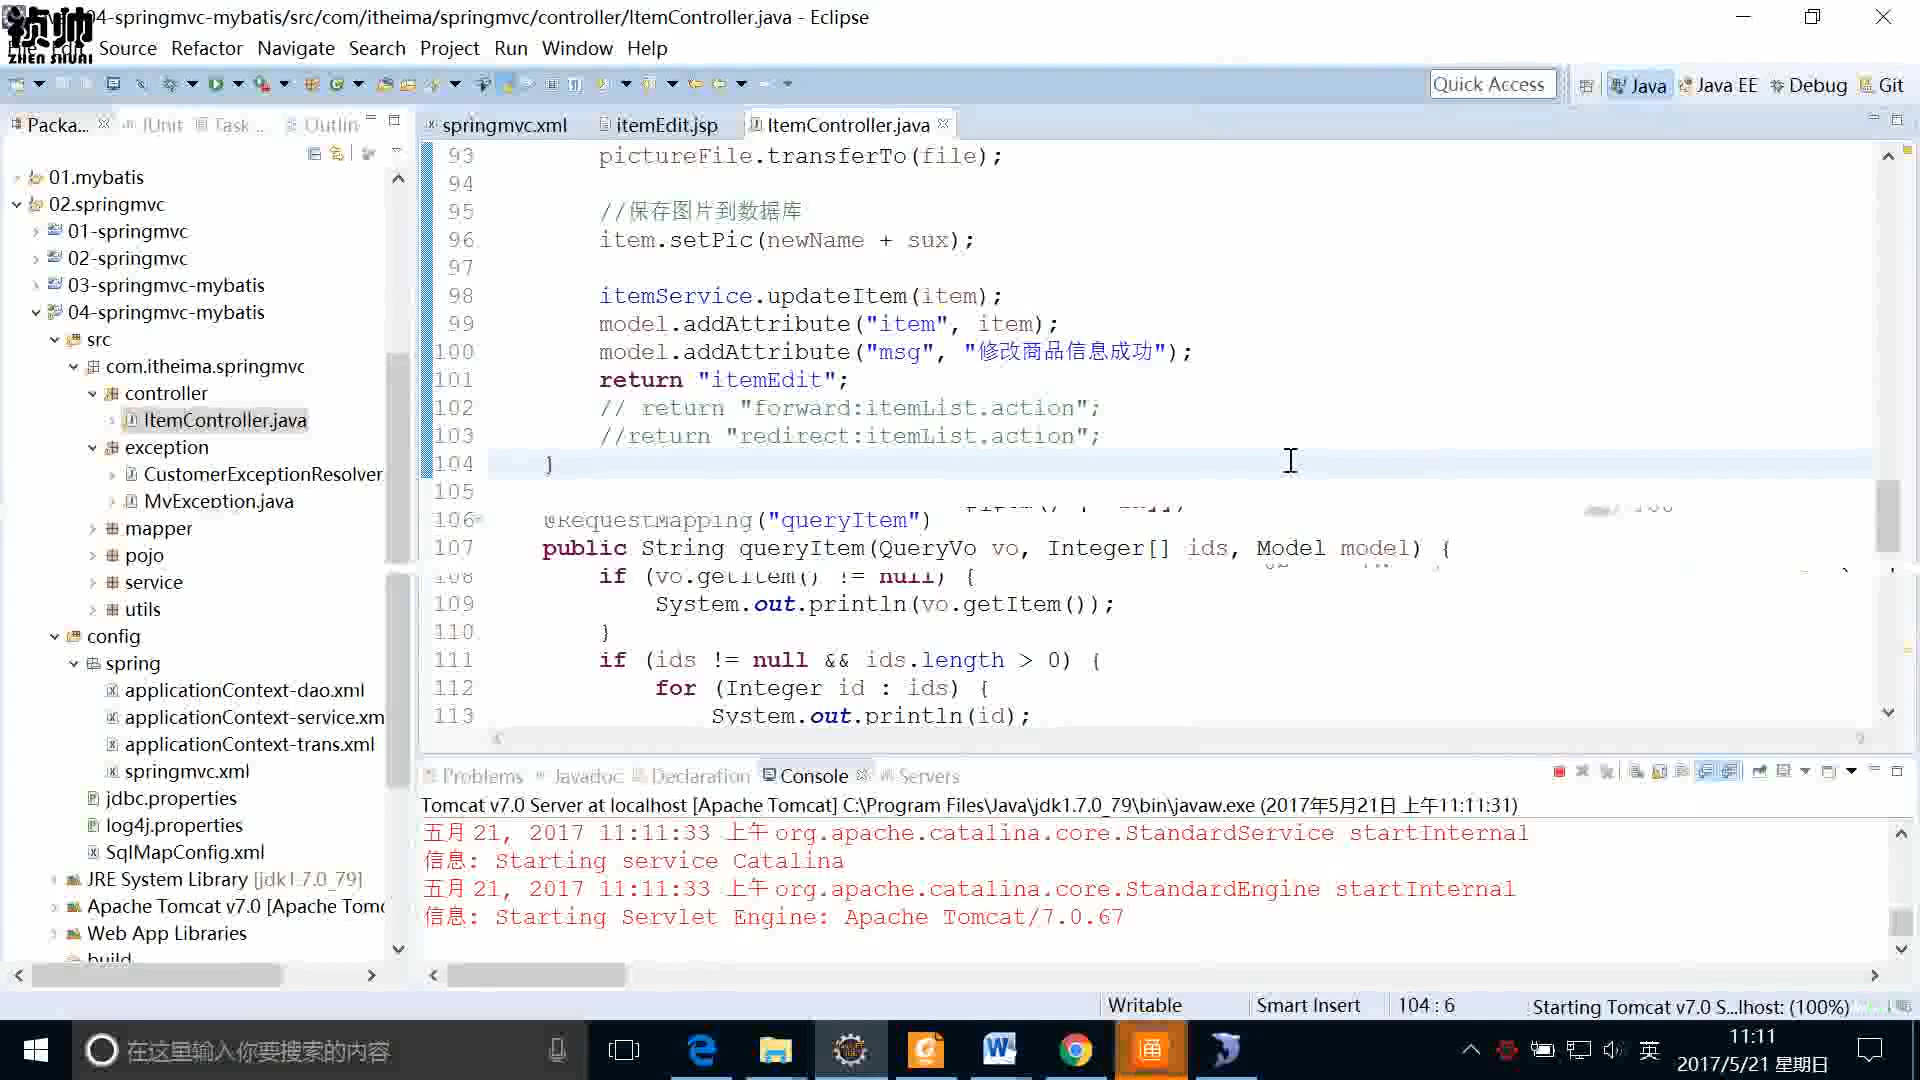 04-springmvc-mybatis/src/com/itheima/springmvc/controller/ItemController.java - Eclipse
ZHEN SHUAI
Source Refactor Navigate Search Project Run Window Help
Quick Access Java Java EE Debug Git
Packa... JUnit Task ... Outlin
springmvc.xml itemEdit.jsp ItemController.java
01.mybatis
02.springmvc
01-springmvc
02-springmvc
03-springmvc-mybatis
04-springmvc-mybatis
src
com.itheima.springmvc
controller
ItemController.java
exception
CustomerExceptionResolver
MyException.java
mapper
pojo
service
utils
config
spring
applicationContext-dao.xml
applicationContext-service.xm
applicationContext-trans.xml
springmvc.xml
jdbc.properties
log4j.properties
SqlMapConfig.xml
JRE System Library [jdk1.7.0_79]
Apache Tomcat v7.0 [Apache Tomc
Web App Libraries
build
93 pictureFile.transferTo(file);
94
95 //保存图片到数据库
96 item.setPic(newName + sux);
97
98 itemService.updateItem(item);
99 model.addAttribute("item", item);
100 model.addAttribute("msg", "修改商品信息成功");
101 return "itemEdit";
102 // return "forward:itemList.action";
103 //return "redirect:itemList.action";
104 }
105
106 @RequestMapping("queryItem")
107 public String queryItem(QueryVo vo, Integer[] ids, Model model) {
108 if (vo.getItem() != null) {
109 System.out.println(vo.getItem());
110 }
111 if (ids != null && ids.length > 0) {
112 for (Integer id : ids) {
113 System.out.println(id);
Problems Javadoc Declaration Console Servers
Tomcat v7.0 Server at localhost [Apache Tomcat] C:\Program Files\Java\jdk1.7.0_79\bin\javaw.exe (2017年5月21日 上午11:11:31)
五月 21, 2017 11:11:33 上午 org.apache.catalina.core.StandardService startInternal
信息: Starting service Catalina
五月 21, 2017 11:11:33 上午 org.apache.catalina.core.StandardEngine startInternal
信息: Starting Servlet Engine: Apache Tomcat/7.0.67
Writable Smart Insert 104 : 6 Starting Tomcat v7.0 S...lhost: (100%)
在这里输入你要搜索的内容
英
11:11
2017/5/21 星期日